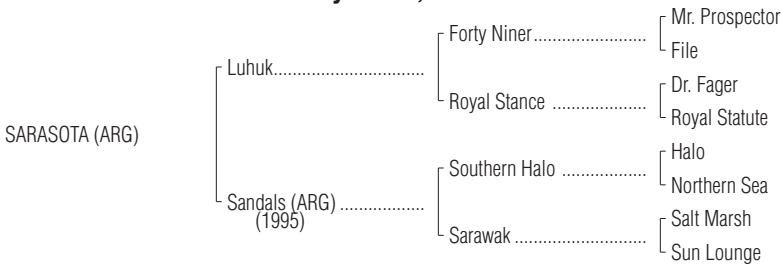 Mr. Prospector
Forty Niner
File
Luhuk
Dr. Fager
Royal Stance
Royal Statute
SARASOTA (ARG)
Halo
Southern Halo
Northern Sea
Sandals (ARG)
(1995)
Salt Marsh
Sarawak
Sun Lounge